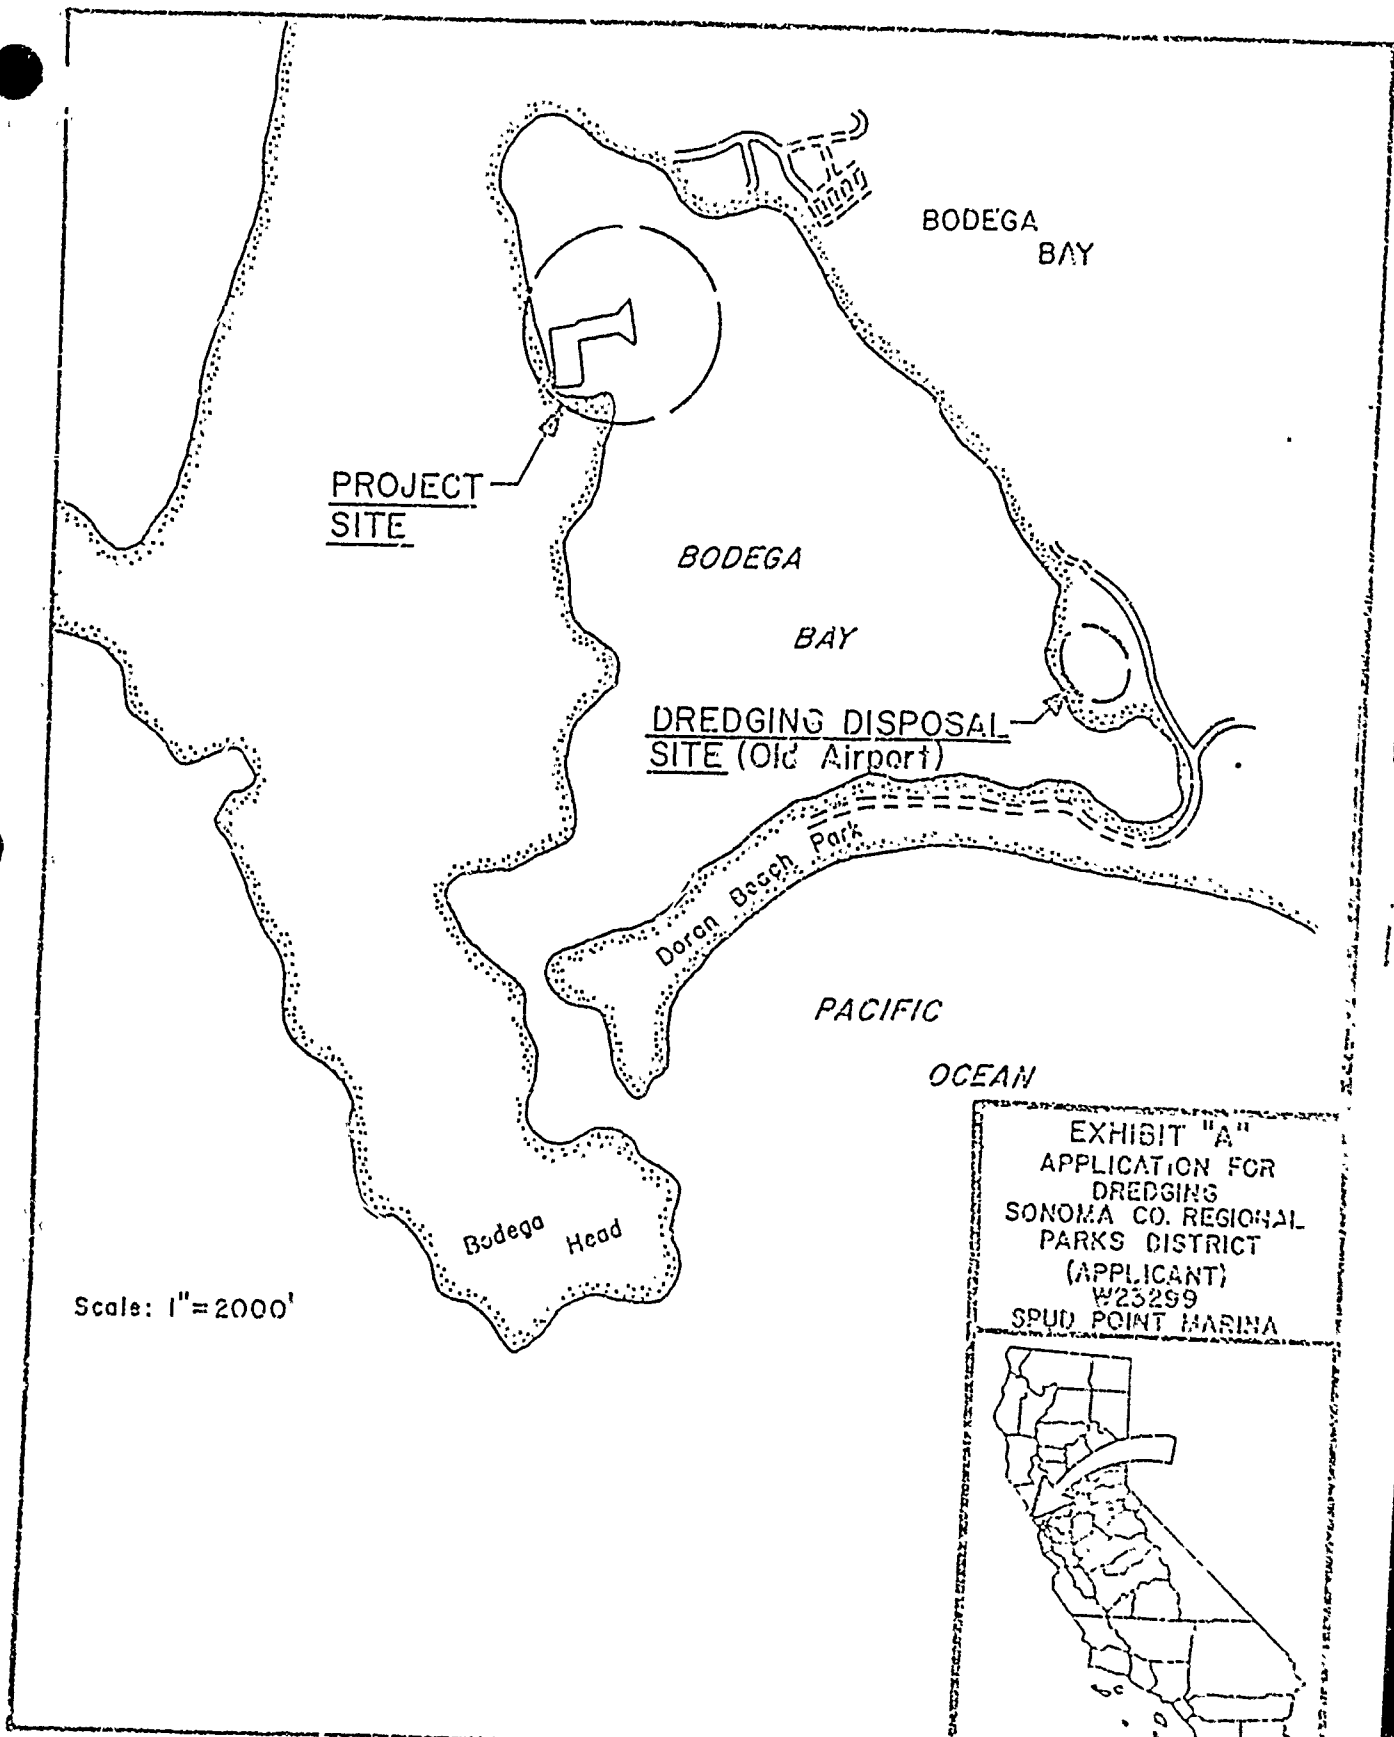 BODEGA
BAY
PROJECT
SITE
BODEGA
BAY
DREDGING DISPOSAL
SITE (Old Airport)
Doran Beach Park
PACIFIC
OCEAN
Bodega Head
Scale: 1"=2000'
EXHIBIT "A"
APPLICATION FOR
DREDGING
SONOMA CO. REGIONAL
PARKS DISTRICT
(APPLICANT)
W23299
SPUD POINT MARINA